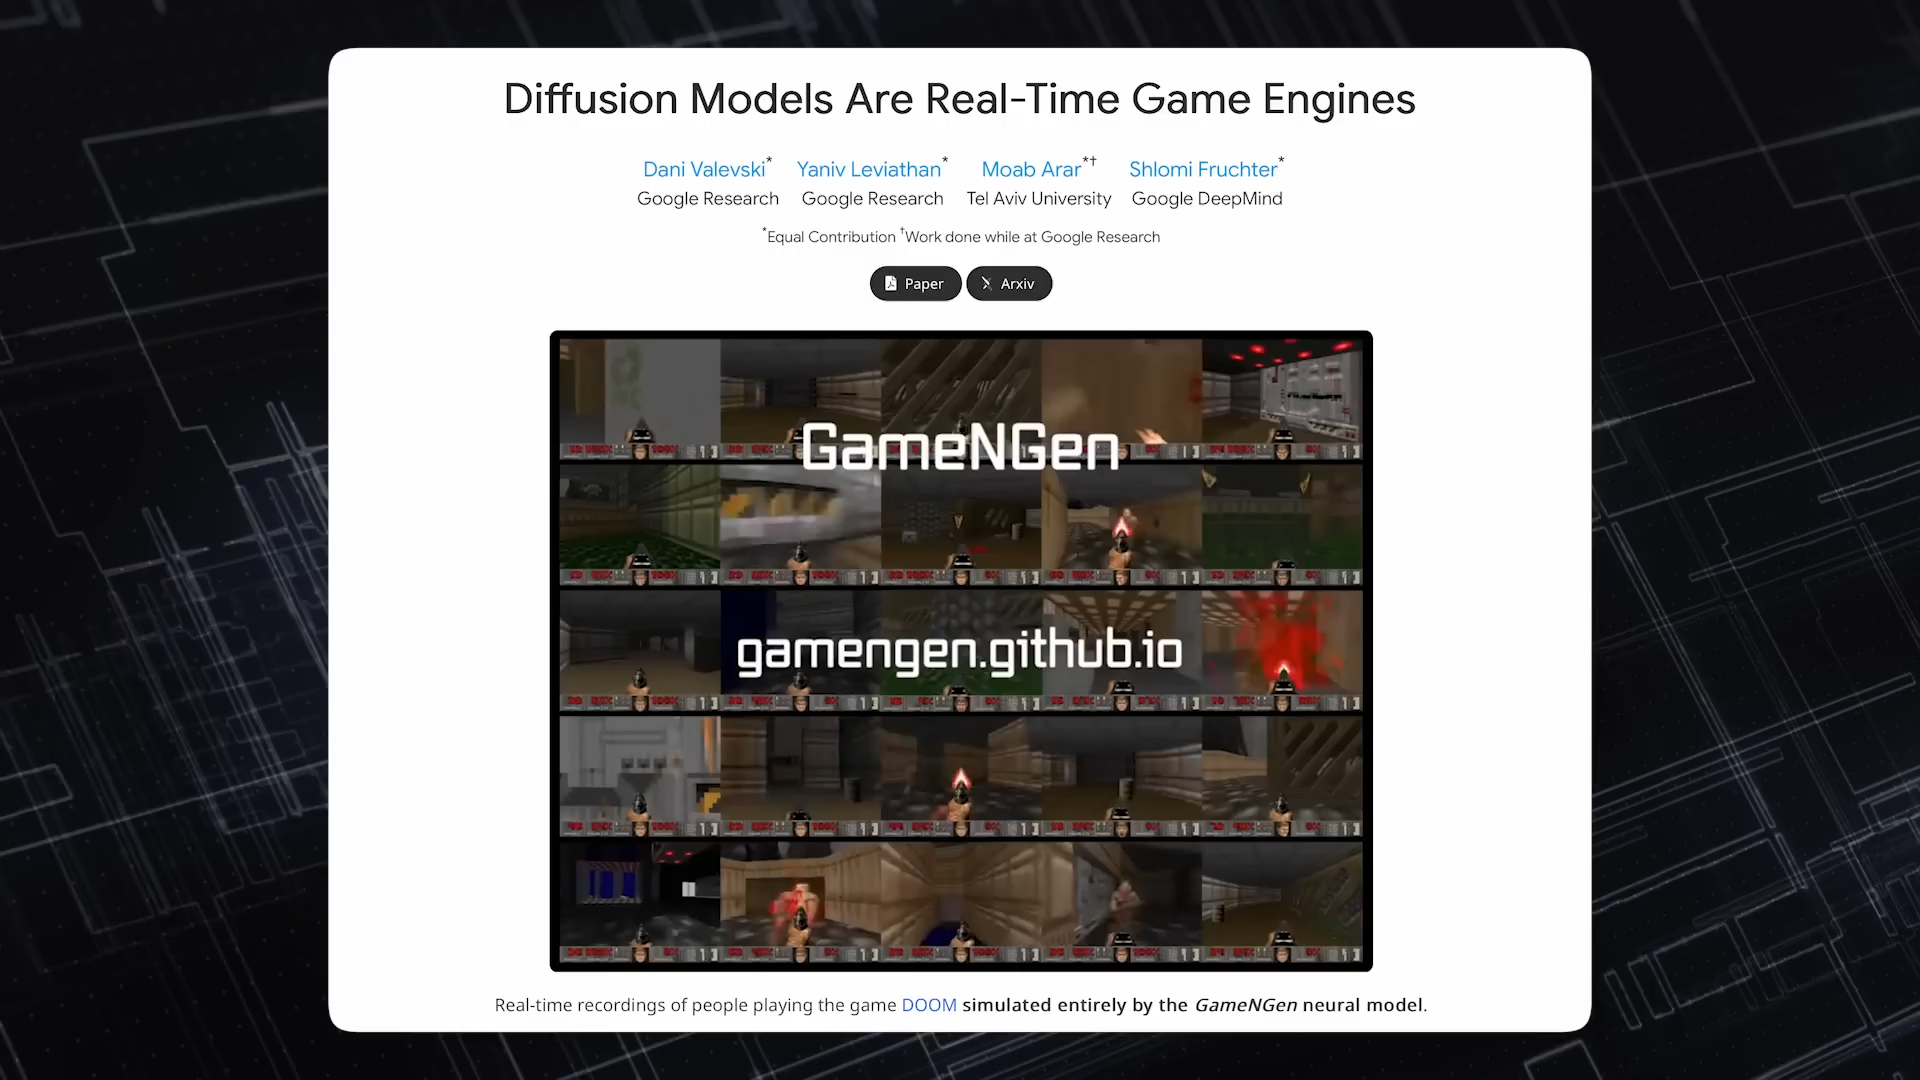 Diffusion Models Are Real-Time Game Engines
Dani Valevski* Yaniv Leviathan* Moab Arar*† Shlomi Fruchter*
Google Research Google Research Tel Aviv University Google DeepMind
*Equal Contribution †Work done while at Google Research
Paper Arxiv
GameNGen
gamengen.github.io
Real-time recordings of people playing the game DOOM simulated entirely by the GameNGen neural model.